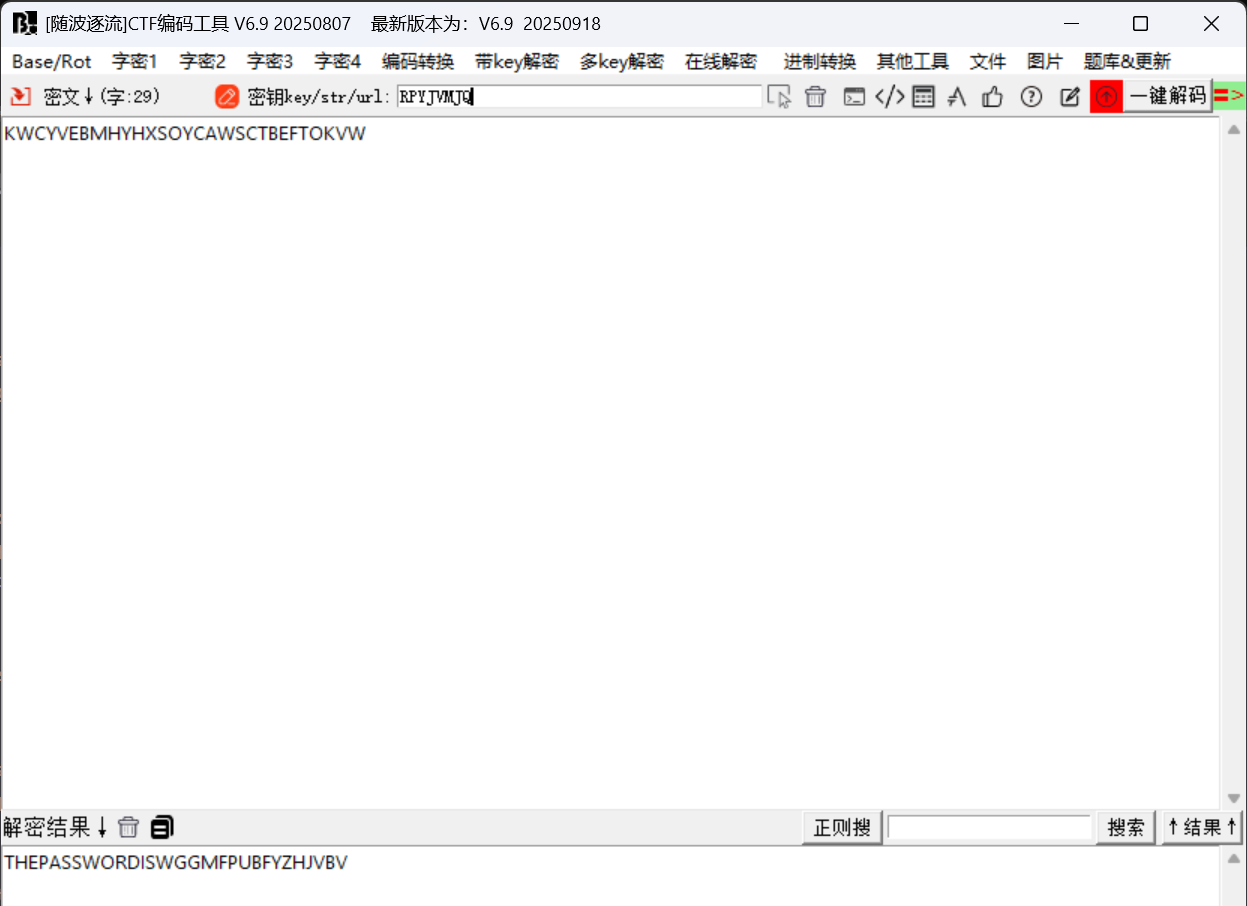 [随波逐流]CTF编码工具 V6.9 20250807 最新版本为：V6.9 20250918
Base/Rot 字密1 字密2 字密3 字密4 编码转换 带key解密 多key解密 在线解密 进制转换 其他工具 文件 图片 题库&更新
密文↓(字:29) 密钥key/str/url: RPYJVMJQ 一键解码 =>
KWCYVEBMHYHXSOYCAWSCTBEFTOKVW
解密结果↓ 正则搜 搜索 ↑结果↑
THEPASSWORDISWGGMFPUBFYZHJVBV